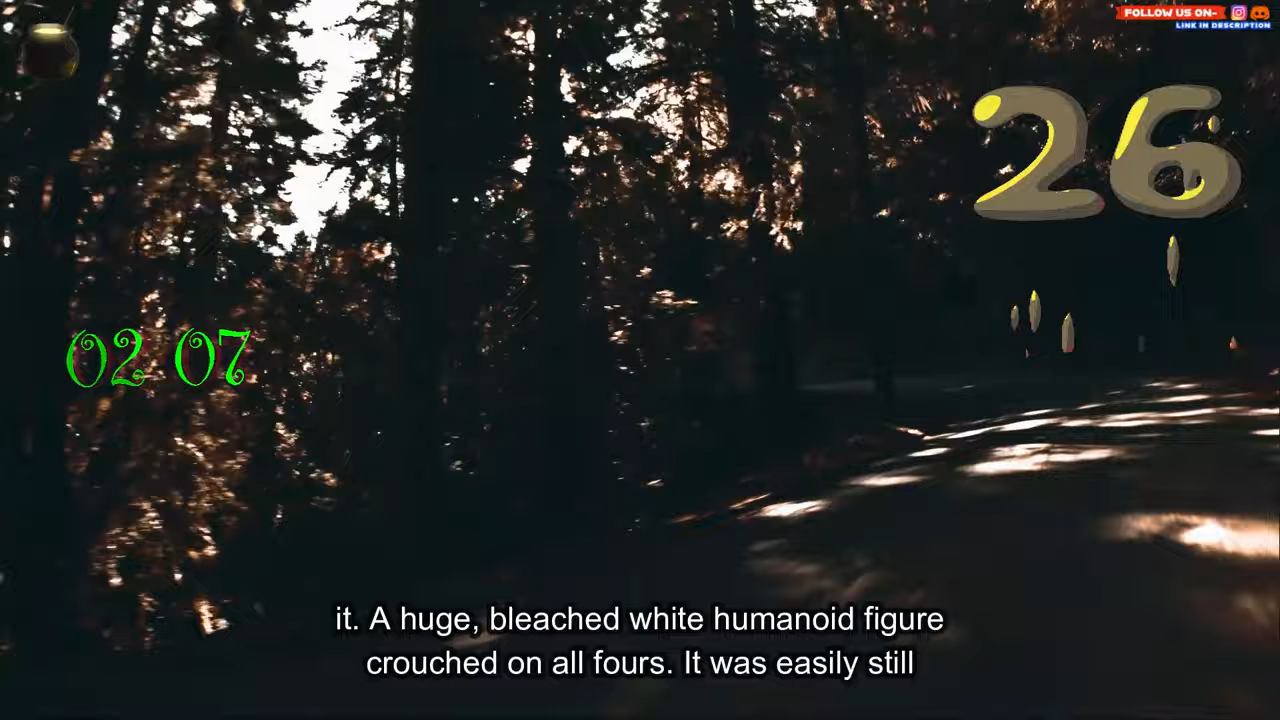 FOLLOW US ON-
LINK IN DESCRIPTION
26
02 07
it. A huge, bleached white humanoid figure
crouched on all fours. It was easily still